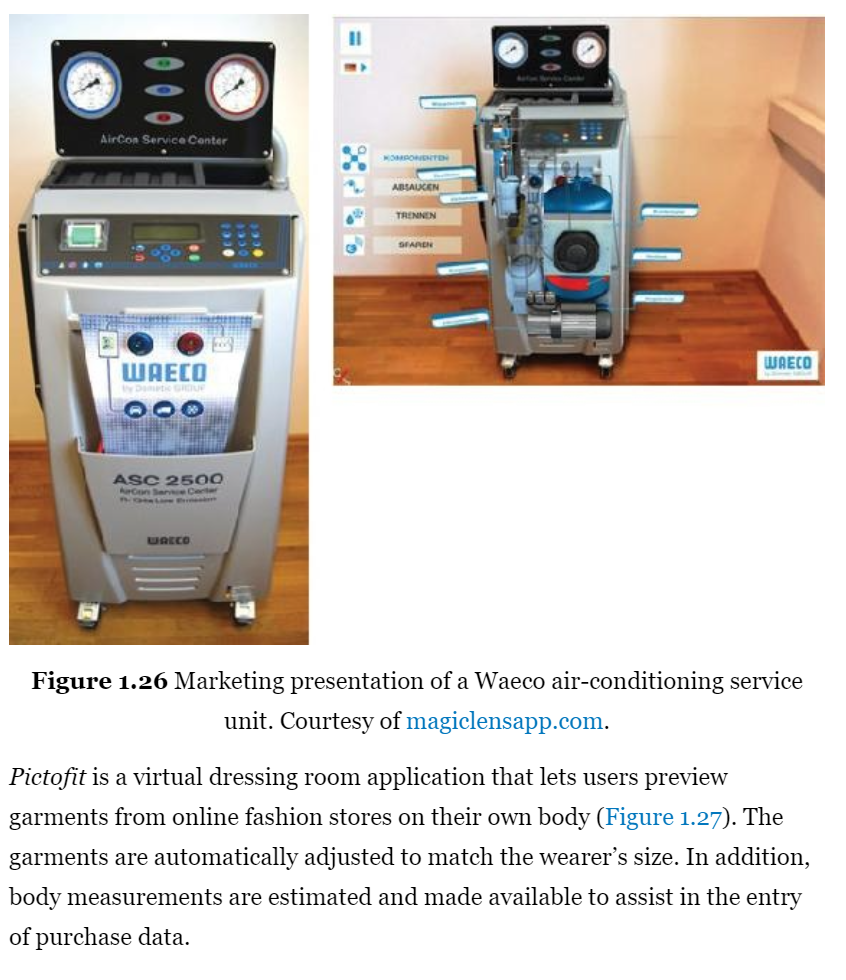 AirCon Service Center
WAECO
WAECO
by Dometic GROUP
ASC 2500
AirCon Service Center
Low Emission
WAECO
AirCon Service Center
KOMPONENTEN
ABSAUGEN
TRENNEN
SPAREN
WAECO
Figure 1.26 Marketing presentation of a Waeco air-conditioning service
unit. Courtesy of magiclensapp.com.
Pictofit is a virtual dressing room application that lets users preview
garments from online fashion stores on their own body (Figure 1.27). The
garments are automatically adjusted to match the wearer’s size. In addition,
body measurements are estimated and made available to assist in the entry
of purchase data.